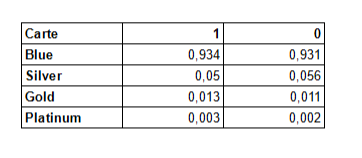 Carte 1 0
Blue 0,934 0,931
Silver 0,05 0,056
Gold 0,013 0,011
Platinum 0,003 0,002